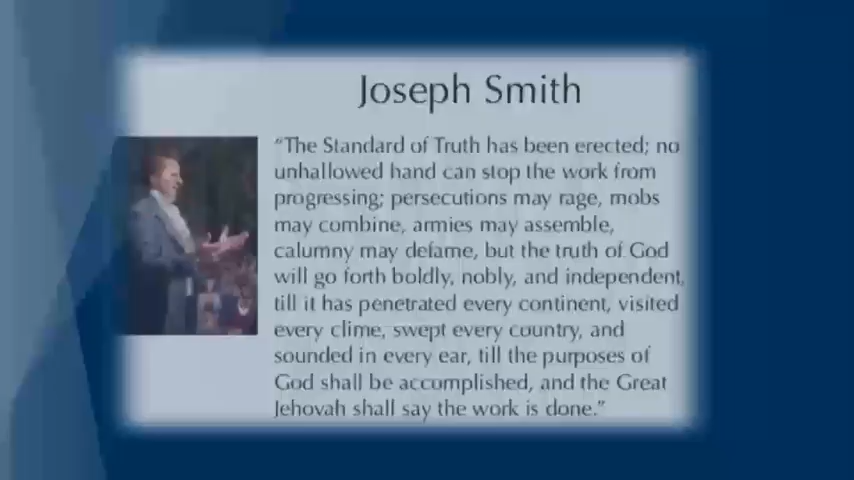 Joseph Smith
“The Standard of Truth has been erected; no
unhallowed hand can stop the work from
progressing; persecutions may rage, mobs
may combine, armies may assemble,
calumny may defame, but the truth of God
will go forth boldly, nobly, and independent,
till it has penetrated every continent, visited
every clime, swept every country, and
sounded in every ear, till the purposes of
God shall be accomplished, and the Great
Jehovah shall say the work is done.”